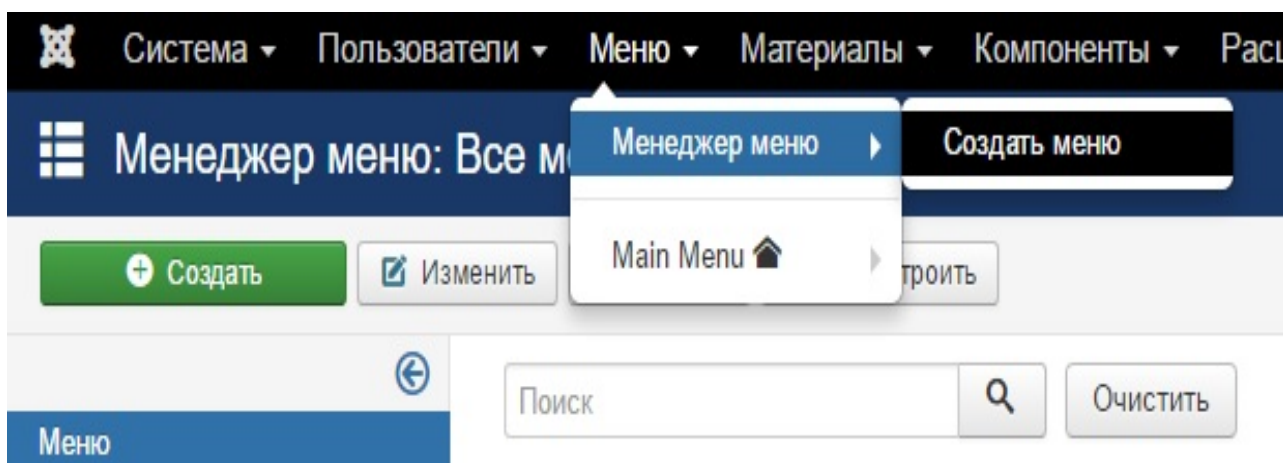 Система Пользователи Меню Материалы Компоненты
Менеджер меню: Все
Менеджер меню Создать меню
Main Menu
Создать Изменить
Поиск Очистить
Меню